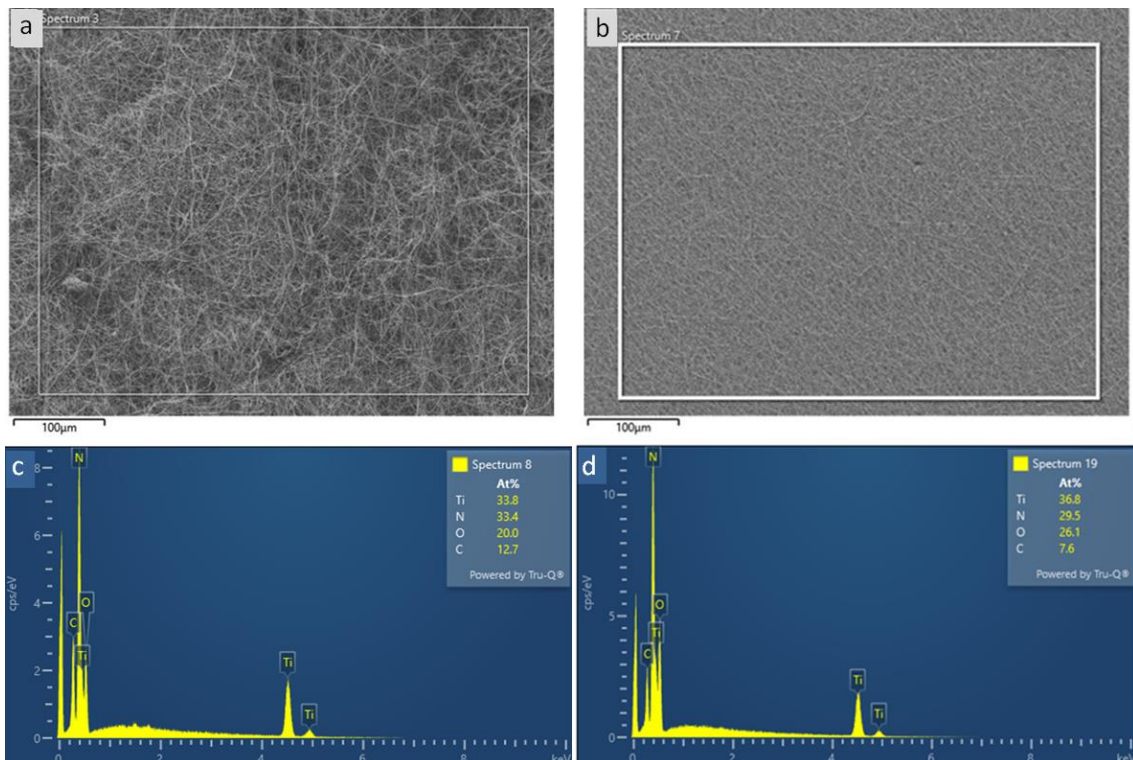 a
Spectrum 3
100µm
b
Spectrum 7
100µm
c
8
6
4
2
0
cps/eV
N
O
C
Ti
Ti
Ti
Spectrum 8
At%
Ti 33.8
N 33.4
O 20.0
C 12.7
Powered by Tru-Q®
0 2 4 6 8 keV
d
10
5
0
cps/eV
N
O
Ti
C
Ti
Ti
Spectrum 19
At%
Ti 36.8
N 29.5
O 26.1
C 7.6
Powered by Tru-Q®
0 2 4 6 8